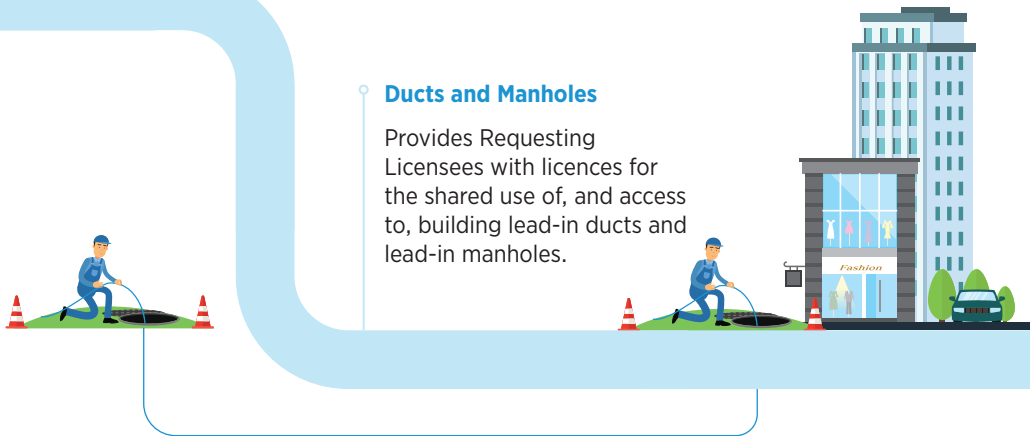 Ducts and Manholes
Provides Requesting
Licensees with licences for
the shared use of, and access
to, building lead-in ducts and
lead-in manholes.
Fashion